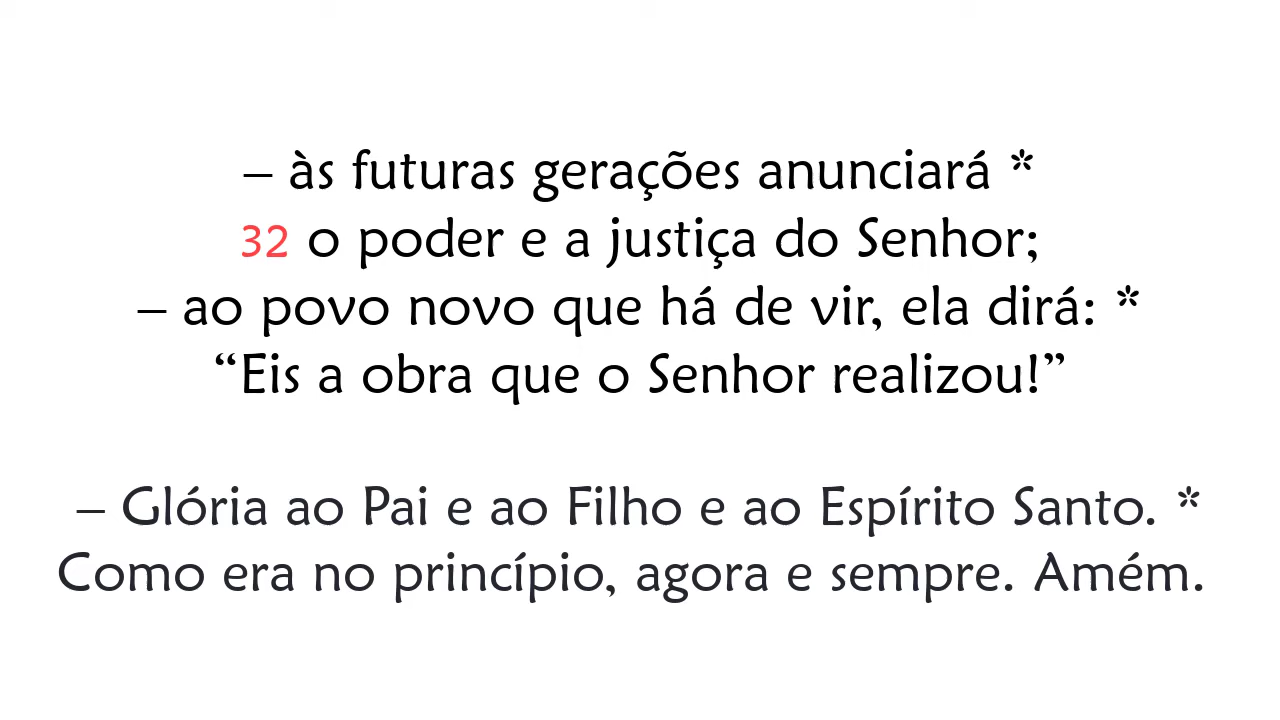 – às futuras gerações anunciará *
32 o poder e a justiça do Senhor;
– ao povo novo que há de vir, ela dirá: *
“Eis a obra que o Senhor realizou!”
– Glória ao Pai e ao Filho e ao Espírito Santo. *
Como era no princípio, agora e sempre. Amém.